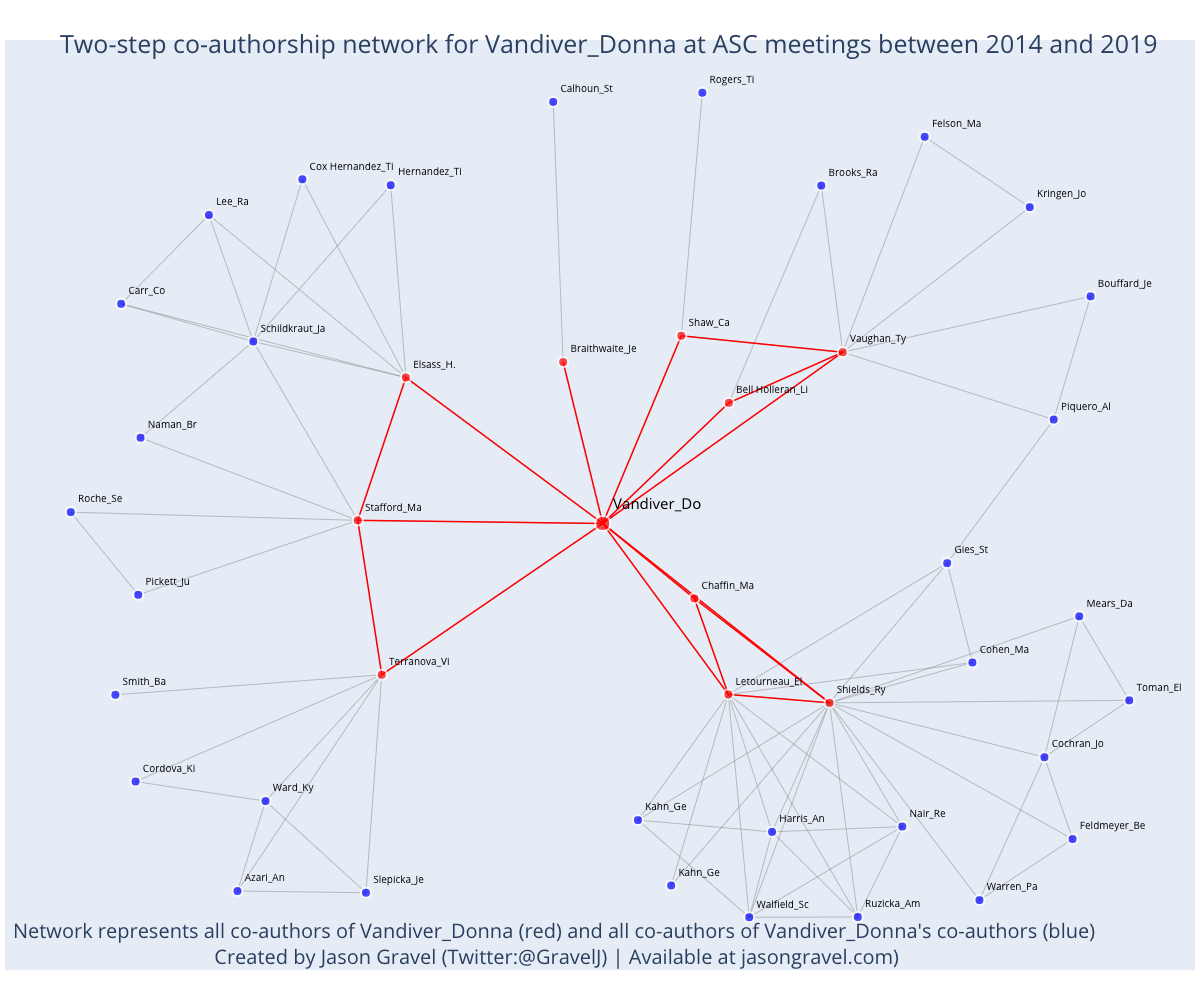 Two-step co-authorship network for Vandiver_Donna at ASC meetings between 2014 and 2019
Rogers_Ti
Calhoun_St
Felson_Ma
Cox Hernandez_Ti
Hernandez_Ti
Brooks_Ra
Kringen_Jo
Lee_Ra
Bouffard_Je
Carr_Co
Schildkraut_Ja
Shaw_Ca
Vaughan_Ty
Braithwaite_Je
Elsass_H.
Bell Holleran_Li
Piquero_Al
Naman_Br
Roche_Se
Stafford_Ma
Vandiver_Do
Gies_St
Pickett_Ju
Chaffin_Ma
Mears_Da
Cohen_Ma
Terranova_Vi
Smith_Ba
Letourneau_El
Shields_Ry
Toman_El
Cochran_Jo
Cordova_Ki
Ward_Ky
Kahn_Ge
Harris_An
Nair_Re
Feldmeyer_Be
Azari_An
Slepicka_Je
Kahn_Ge
Warren_Pa
Walfield_Sc
Ruzicka_Am
Network represents all co-authors of Vandiver_Donna (red) and all co-authors of Vandiver_Donna's co-authors (blue)
Created by Jason Gravel (Twitter:@GravelJ) | Available at jasongravel.com)